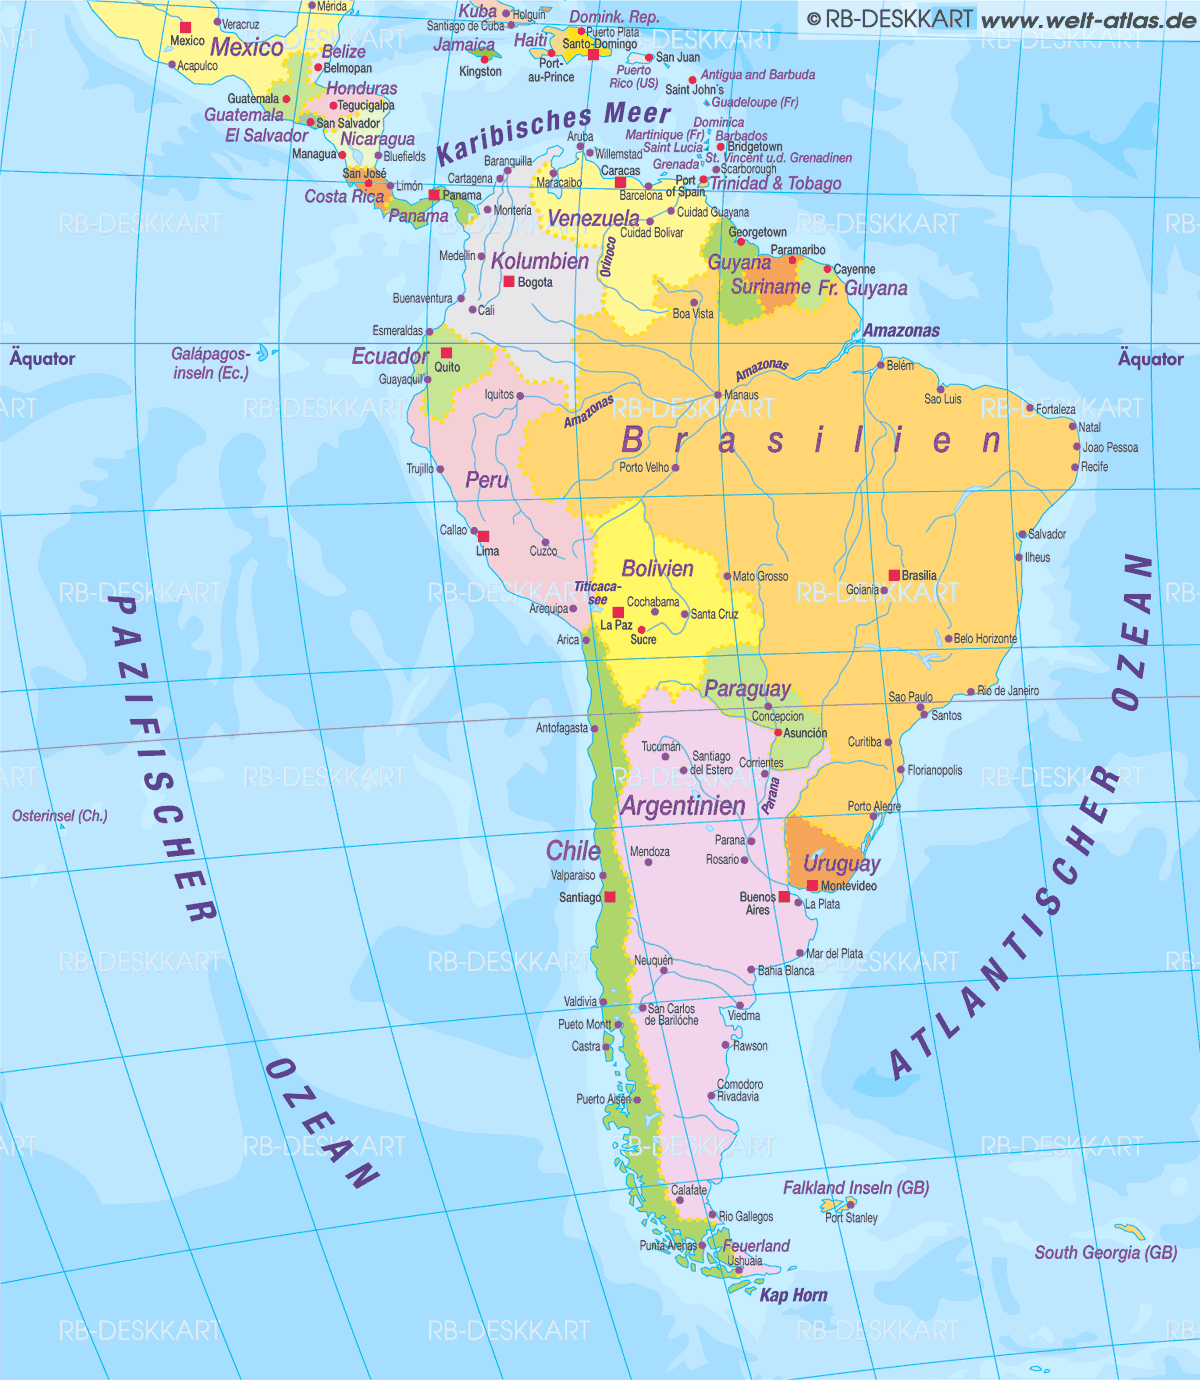 © RB-DESKKART www.welt-atlas.de
Mérida
Veracruz
Mexico
Mexico
Acapulco
Belize
Belmopan
Honduras
Guatemala
Tegucigalpa
Guatemala
San Salvador
El Salvador
Nicaragua
Managua
Bluefields
San José
Limón
Costa Rica
Panama
Panama
Kuba
Holguin
Santiago de Cuba
Jamaica
Kingston
Haiti
Port-
au-Prince
Domink. Rep.
Puerto Plata
Santo-Domingo
San Juan
Puerto
Rico (US)
Antigua and Barbuda
Saint John´s
Guadeloupe (Fr)
Dominica
Martinique (Fr)
Barbados
Saint Lucia
Bridgetown
St. Vincent u.d. Grenadinen
Grenada
Scarborough
Port
of Spain
Trinidad & Tobago
Karibisches Meer
Aruba
Willemstad
Baranquilla
Cartagena
Maracaibo
Caracas
Barcelona
Montería
Venezuela
Cuidad Guayana
Cuidad Bolivar
Orinoco
Georgetown
Medellin
Kolumbien
Bogota
Guyana
Paramaribo
Cayenne
Suriname
Fr. Guyana
Buenaventura
Cali
Boa Vista
Esmeraldas
Amazonas
Äquator
Galápagos-
inseln (Ec.)
Ecuador
Quito
Guayaquil
Äquator
Iquitos
Amazonas
Amazonas
Manaus
Belém
Sao Luis
Fortaleza
Natal
Joao Pessoa
Recife
Brasilien
Trujillo
Peru
Porto Velho
Callao
Lima
Cuzco
Salvador
Ilheus
Bolivien
Mato Grosso
Brasilia
Goiania
Titicaca-
see
Cochabama
La Paz
Santa Cruz
Sucre
Arequipa
Arica
Belo Horizonte
Paraguay
Concepcion
Asunción
Rio de Janeiro
Sao Paulo
Santos
Antofagasta
Curitiba
Tucumán
Santiago
del Estero
Corrientes
Florianopolis
Parana
Argentinien
Porto Alegre
Osterinsel (Ch.)
Chile
Parana
Mendoza
Rosario
Uruguay
Valparaiso
Montevideo
Santiago
Buenos
Aires
La Plata
Mar del Plata
Neuquén
Bahia Blanca
Valdivia
San Carlos
de Bariloche
Viedma
Pueto Montt
Castra
Rawson
Comodoro
Rivadavia
Puerto Aisén
Calafate
Rio Gallegos
Falkland Inseln (GB)
Port Stanley
Punta Arenas
Feuerland
Ushuaia
South Georgia (GB)
Kap Horn
PAZIFISCHER
OZEAN
ATLANTISCHER OZEAN
RB-DESKKART